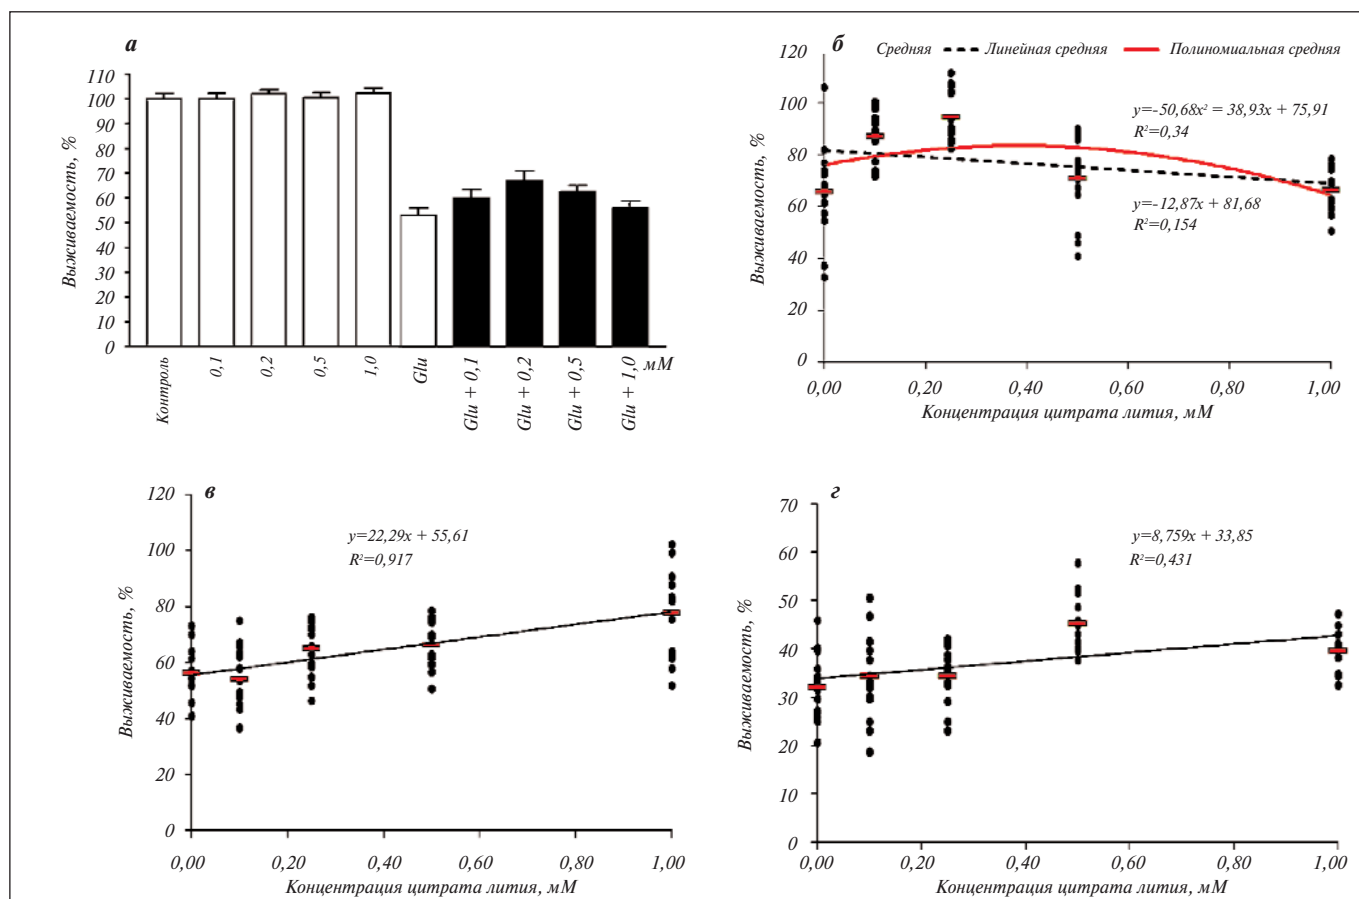 а
Выживаемость, %
110
100
90
80
70
60
50
40
30
20
10
0
Контроль
0,1
0,2
0,5
1,0
Glu
Glu + 0,1
Glu + 0,2
Glu + 0,5
Glu + 1,0
мМ
б
Средняя Линейная средняя Полиномиальная средняя
y=-50,68x² = 38,93x + 75,91
R²=0,34
y=-12,87x + 81,68
R²=0,154
Выживаемость, %
120
100
80
60
40
20
0
0,00 0,20 0,40 0,60 0,80 1,00
Концентрация цитрата лития, мМ
в
y=22,29x + 55,61
R²=0,917
Выживаемость, %
120
100
80
60
40
20
0
0,00 0,20 0,40 0,60 0,80 1,00
Концентрация цитрата лития, мМ
г
y=8,759x + 33,85
R²=0,431
Выживаемость, %
70
60
50
40
30
20
10
0
0,00 0,20 0,40 0,60 0,80 1,00
Концентрация цитрата лития, мМ